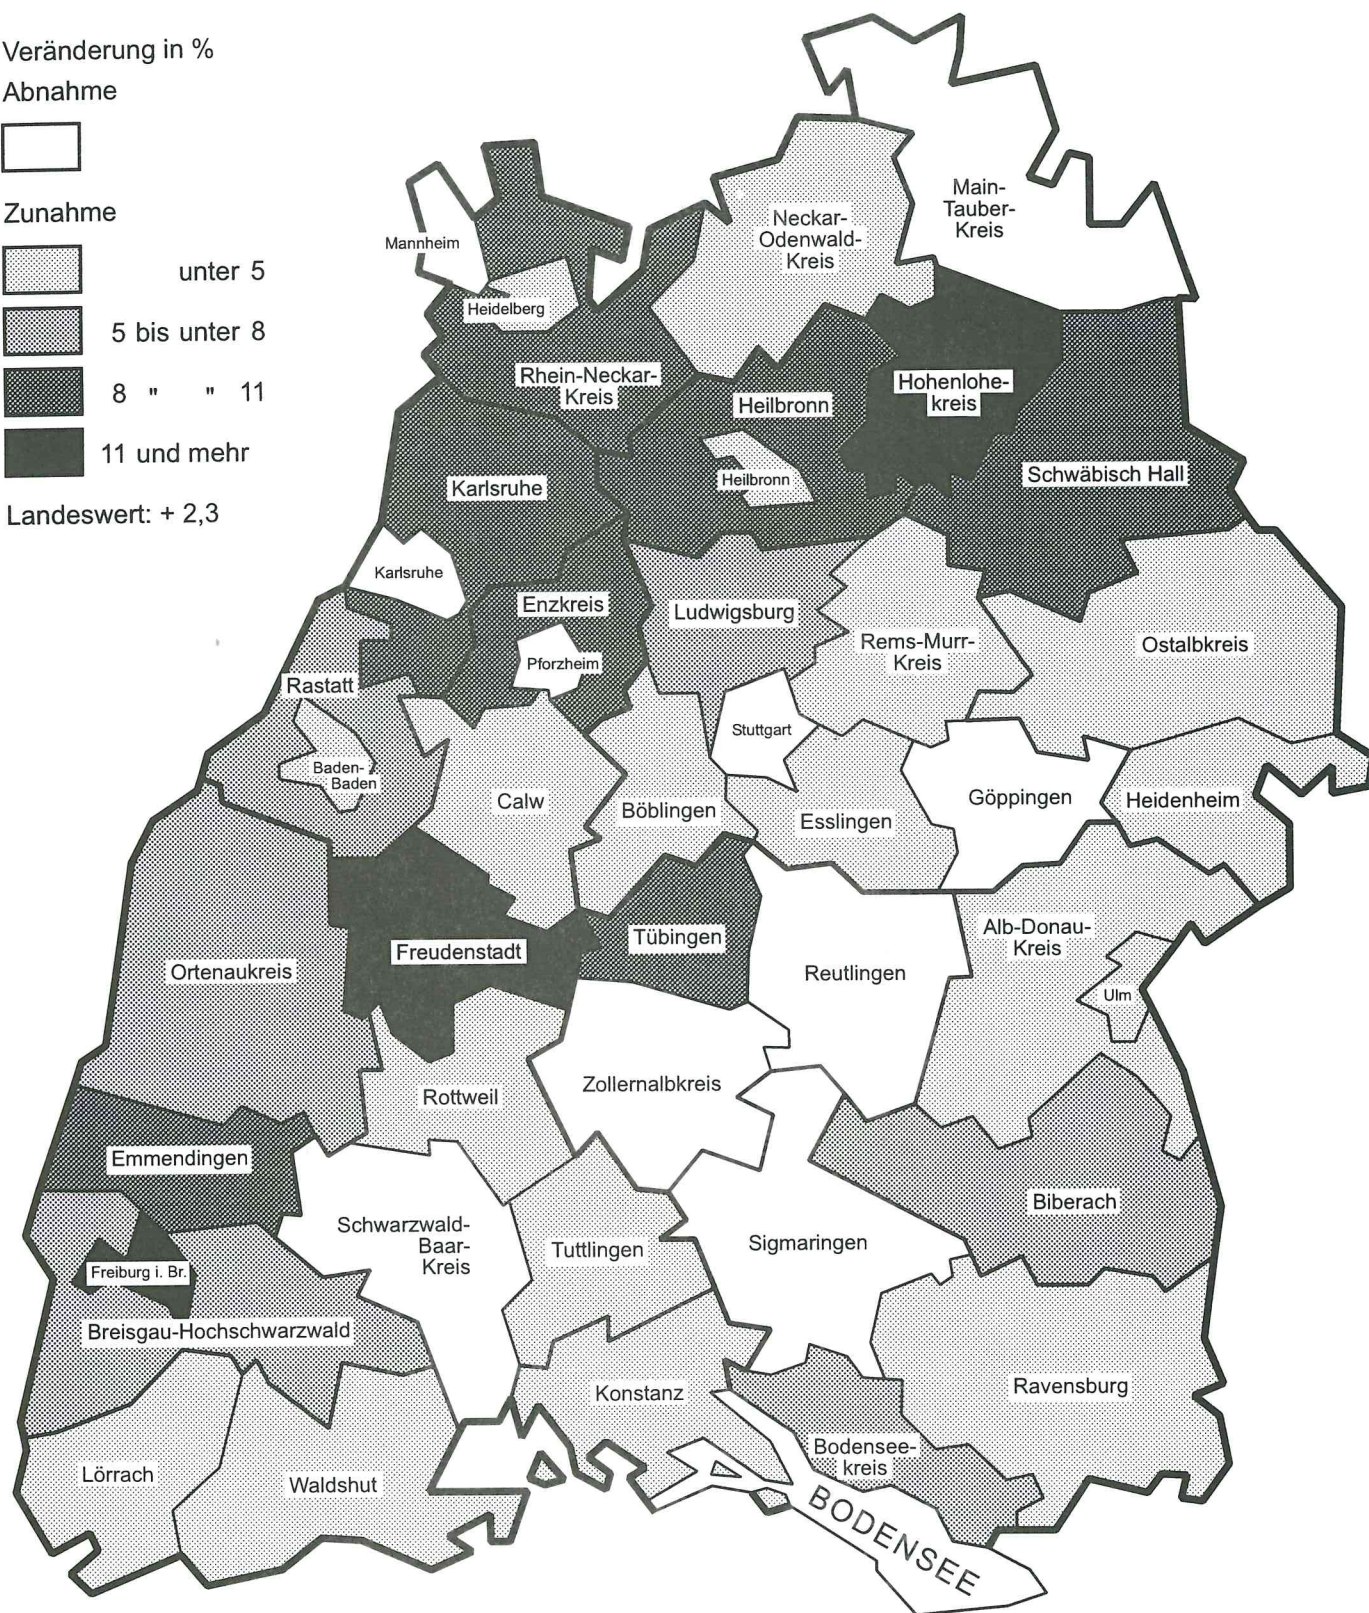 Veränderung in %
Abnahme
Zunahme
unter 5
5 bis unter 8
8 " " 11
11 und mehr
Landeswert: + 2,3
Main-
Tauber-
Kreis
Neckar-
Odenwald-
Kreis
Mannheim
Heidelberg
Rhein-Neckar-
Kreis
Heilbronn
Hohenlohe-
kreis
Schwäbisch Hall
Heilbronn
Karlsruhe
Karlsruhe
Enzkreis
Ludwigsburg
Rems-Murr-
Kreis
Ostalbkreis
Pforzheim
Rastatt
Stuttgart
Baden-
Baden
Calw
Böblingen
Esslingen
Göppingen
Heidenheim
Freudenstadt
Tübingen
Reutlingen
Alb-Donau-
Kreis
Ulm
Ortenaukreis
Rottweil
Zollernalbkreis
Emmendingen
Biberach
Schwarzwald-
Baar-
Kreis
Tuttlingen
Sigmaringen
Freiburg i. Br.
Breisgau-Hochschwarzwald
Konstanz
Ravensburg
Bodensee-
kreis
Lörrach
Waldshut
BODENSEE